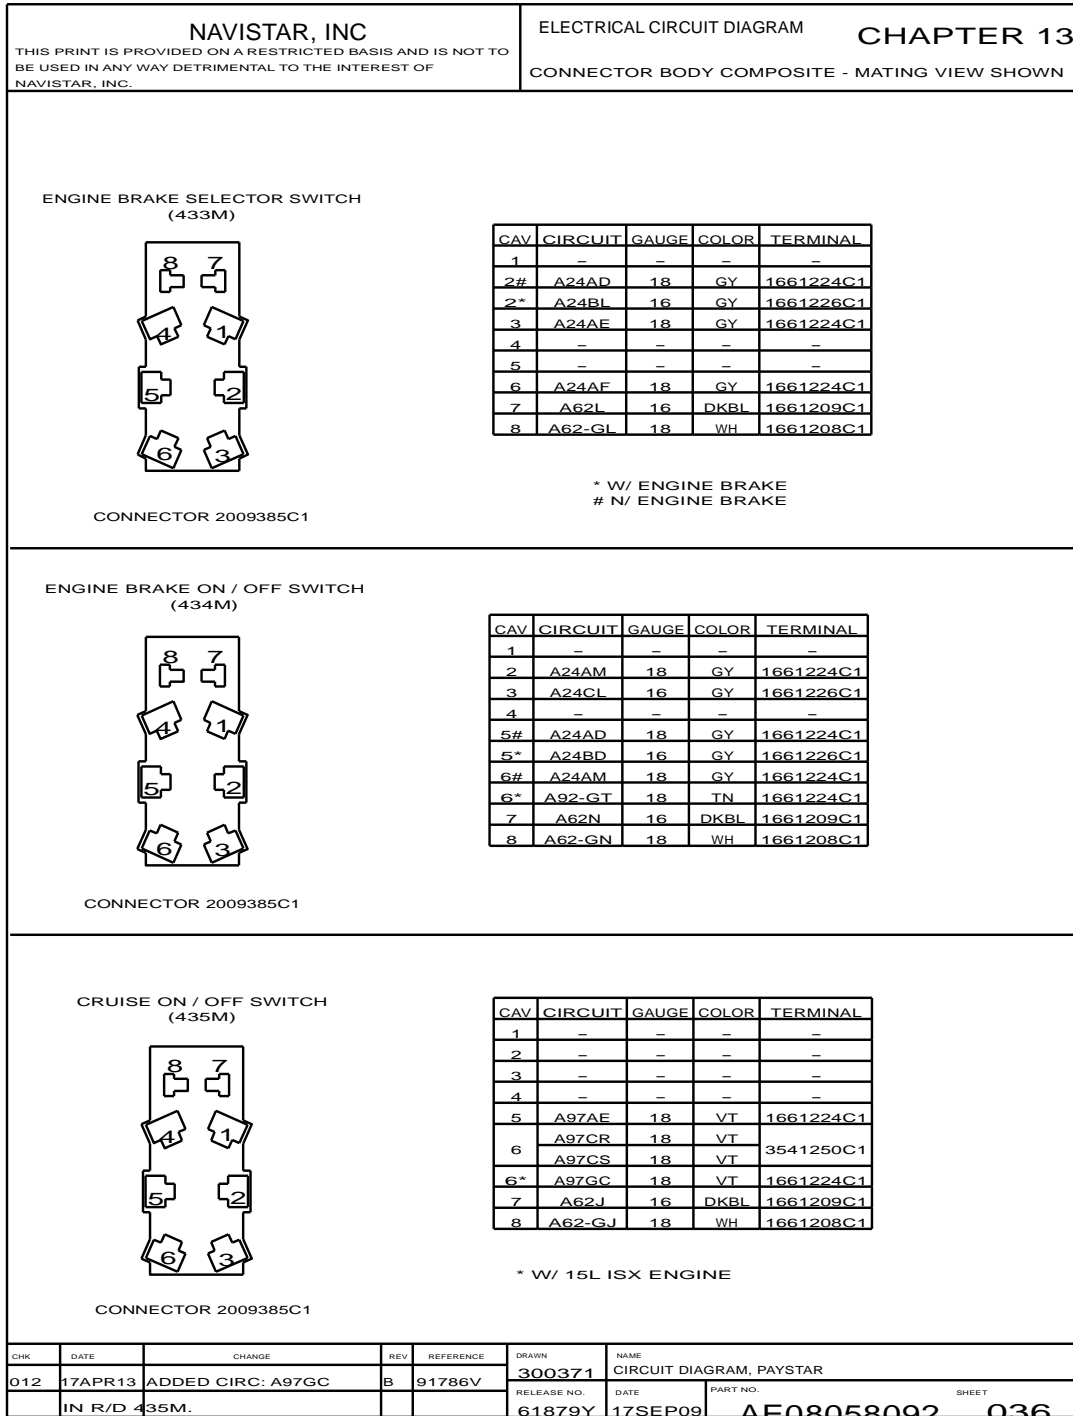 NAVISTAR, INC
THIS PRINT IS PROVIDED ON A RESTRICTED BASIS AND IS NOT TO
BE USED IN ANY WAY DETRIMENTAL TO THE INTEREST OF
NAVISTAR, INC.
ELECTRICAL CIRCUIT DIAGRAM CHAPTER 13
CONNECTOR BODY COMPOSITE - MATING VIEW SHOWN
ENGINE BRAKE SELECTOR SWITCH
(433M)
8 7
4 1
5 2
6 3
CONNECTOR 2009385C1
CAV CIRCUIT GAUGE COLOR TERMINAL
1 – – – –
2# A24AD 18 GY 1661224C1
2* A24BL 16 GY 1661226C1
3 A24AE 18 GY 1661224C1
4 – – – –
5 – – – –
6 A24AF 18 GY 1661224C1
7 A62L 16 DKBL 1661209C1
8 A62-GL 18 WH 1661208C1
* W/ ENGINE BRAKE
# N/ ENGINE BRAKE
ENGINE BRAKE ON / OFF SWITCH
(434M)
8 7
4 1
5 2
6 3
CONNECTOR 2009385C1
CAV CIRCUIT GAUGE COLOR TERMINAL
1 – – – –
2 A24AM 18 GY 1661224C1
3 A24CL 16 GY 1661226C1
4 – – – –
5# A24AD 18 GY 1661224C1
5* A24BD 16 GY 1661226C1
6# A24AM 18 GY 1661224C1
6* A92-GT 18 TN 1661224C1
7 A62N 16 DKBL 1661209C1
8 A62-GN 18 WH 1661208C1
CRUISE ON / OFF SWITCH
(435M)
8 7
4 1
5 2
6 3
CONNECTOR 2009385C1
CAV CIRCUIT GAUGE COLOR TERMINAL
1 – – – –
2 – – – –
3 – – – –
4 – – – –
5 A97AE 18 VT 1661224C1
6 A97CR 18 VT 3541250C1
A97CS 18 VT
6* A97GC 18 VT 1661224C1
7 A62J 16 DKBL 1661209C1
8 A62-GJ 18 WH 1661208C1
* W/ 15L ISX ENGINE
CHK DATE CHANGE REV REFERENCE
012 17APR13 ADDED CIRC: A97GC B 91786V
IN R/D 435M.
DRAWN NAME
300371 CIRCUIT DIAGRAM, PAYSTAR
RELEASE NO. DATE PART NO. SHEET
61879Y 17SEP09 AE08058092 036